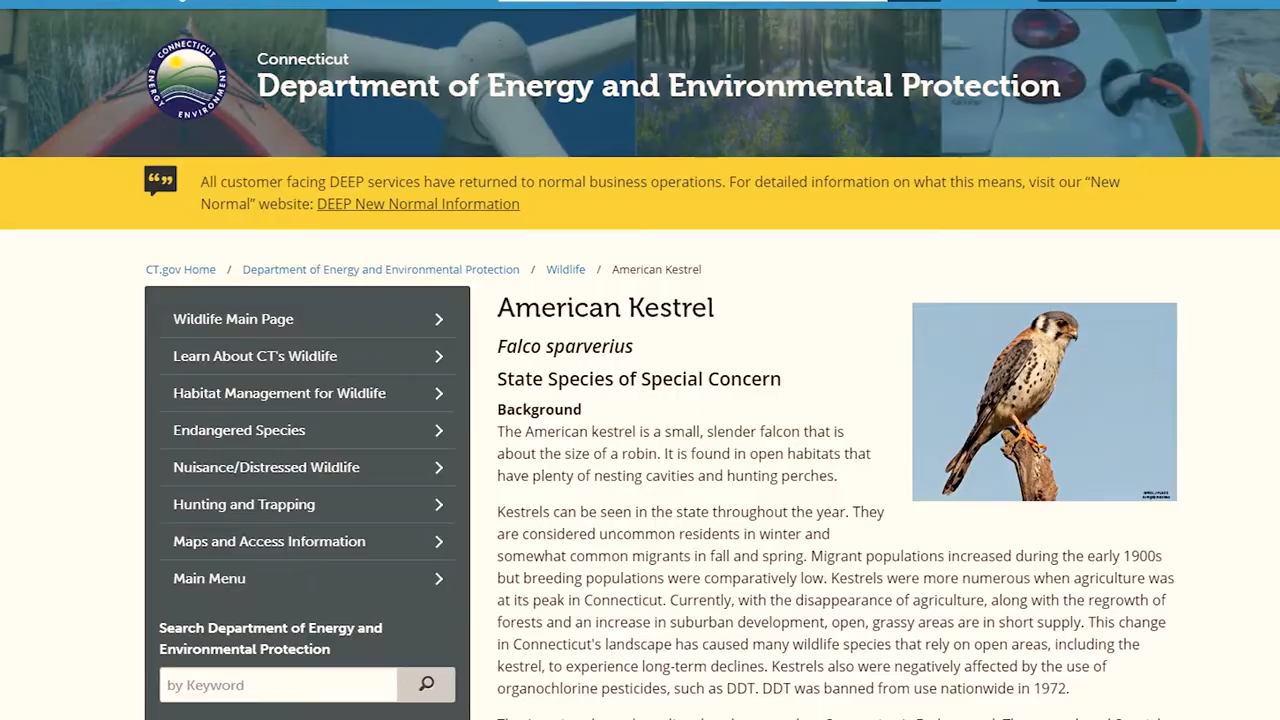 CONNECTICUT
ENERGY
ENVIRONMENT
Connecticut
Department of Energy and Environmental Protection
All customer facing DEEP services have returned to normal business operations. For detailed information on what this means, visit our “New
Normal” website: DEEP New Normal Information
CT.gov Home / Department of Energy and Environmental Protection / Wildlife / American Kestrel
Wildlife Main Page
Learn About CT's Wildlife
Habitat Management for Wildlife
Endangered Species
Nuisance/Distressed Wildlife
Hunting and Trapping
Maps and Access Information
Main Menu
Search Department of Energy and
Environmental Protection
by Keyword
American Kestrel
Falco sparverius
State Species of Special Concern
Background
The American kestrel is a small, slender falcon that is
about the size of a robin. It is found in open habitats that
have plenty of nesting cavities and hunting perches.
Kestrels can be seen in the state throughout the year. They
are considered uncommon residents in winter and
somewhat common migrants in fall and spring. Migrant populations increased during the early 1900s
but breeding populations were comparatively low. Kestrels were more numerous when agriculture was
at its peak in Connecticut. Currently, with the disappearance of agriculture, along with the regrowth of
forests and an increase in suburban development, open, grassy areas are in short supply. This change
in Connecticut's landscape has caused many wildlife species that rely on open areas, including the
kestrel, to experience long-term declines. Kestrels also were negatively affected by the use of
organochlorine pesticides, such as DDT. DDT was banned from use nationwide in 1972.